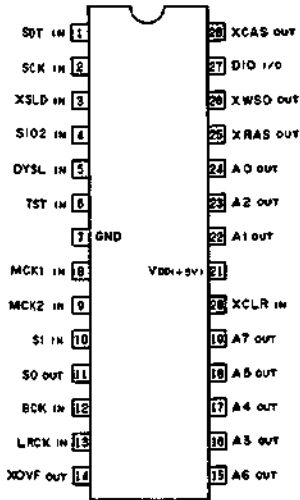 SDT IN 1 28 XCAS OUT
SCK IN 2 27 DIO I/O
XSLD IN 3 26 XWSO OUT
SIO2 IN 4 25 XRAS OUT
DYSL IN 5 24 A0 OUT
TST IN 6 23 A2 OUT
7 GND 22 A1 OUT
MCK1 IN 8 VDD(+5V) 21
MCK2 IN 9 20 XCLR IN
S1 IN 10 19 A7 OUT
SO OUT 11 18 A5 OUT
BCK IN 12 17 A4 OUT
LRCK IN 13 16 A3 OUT
XOVF OUT 14 15 A6 OUT